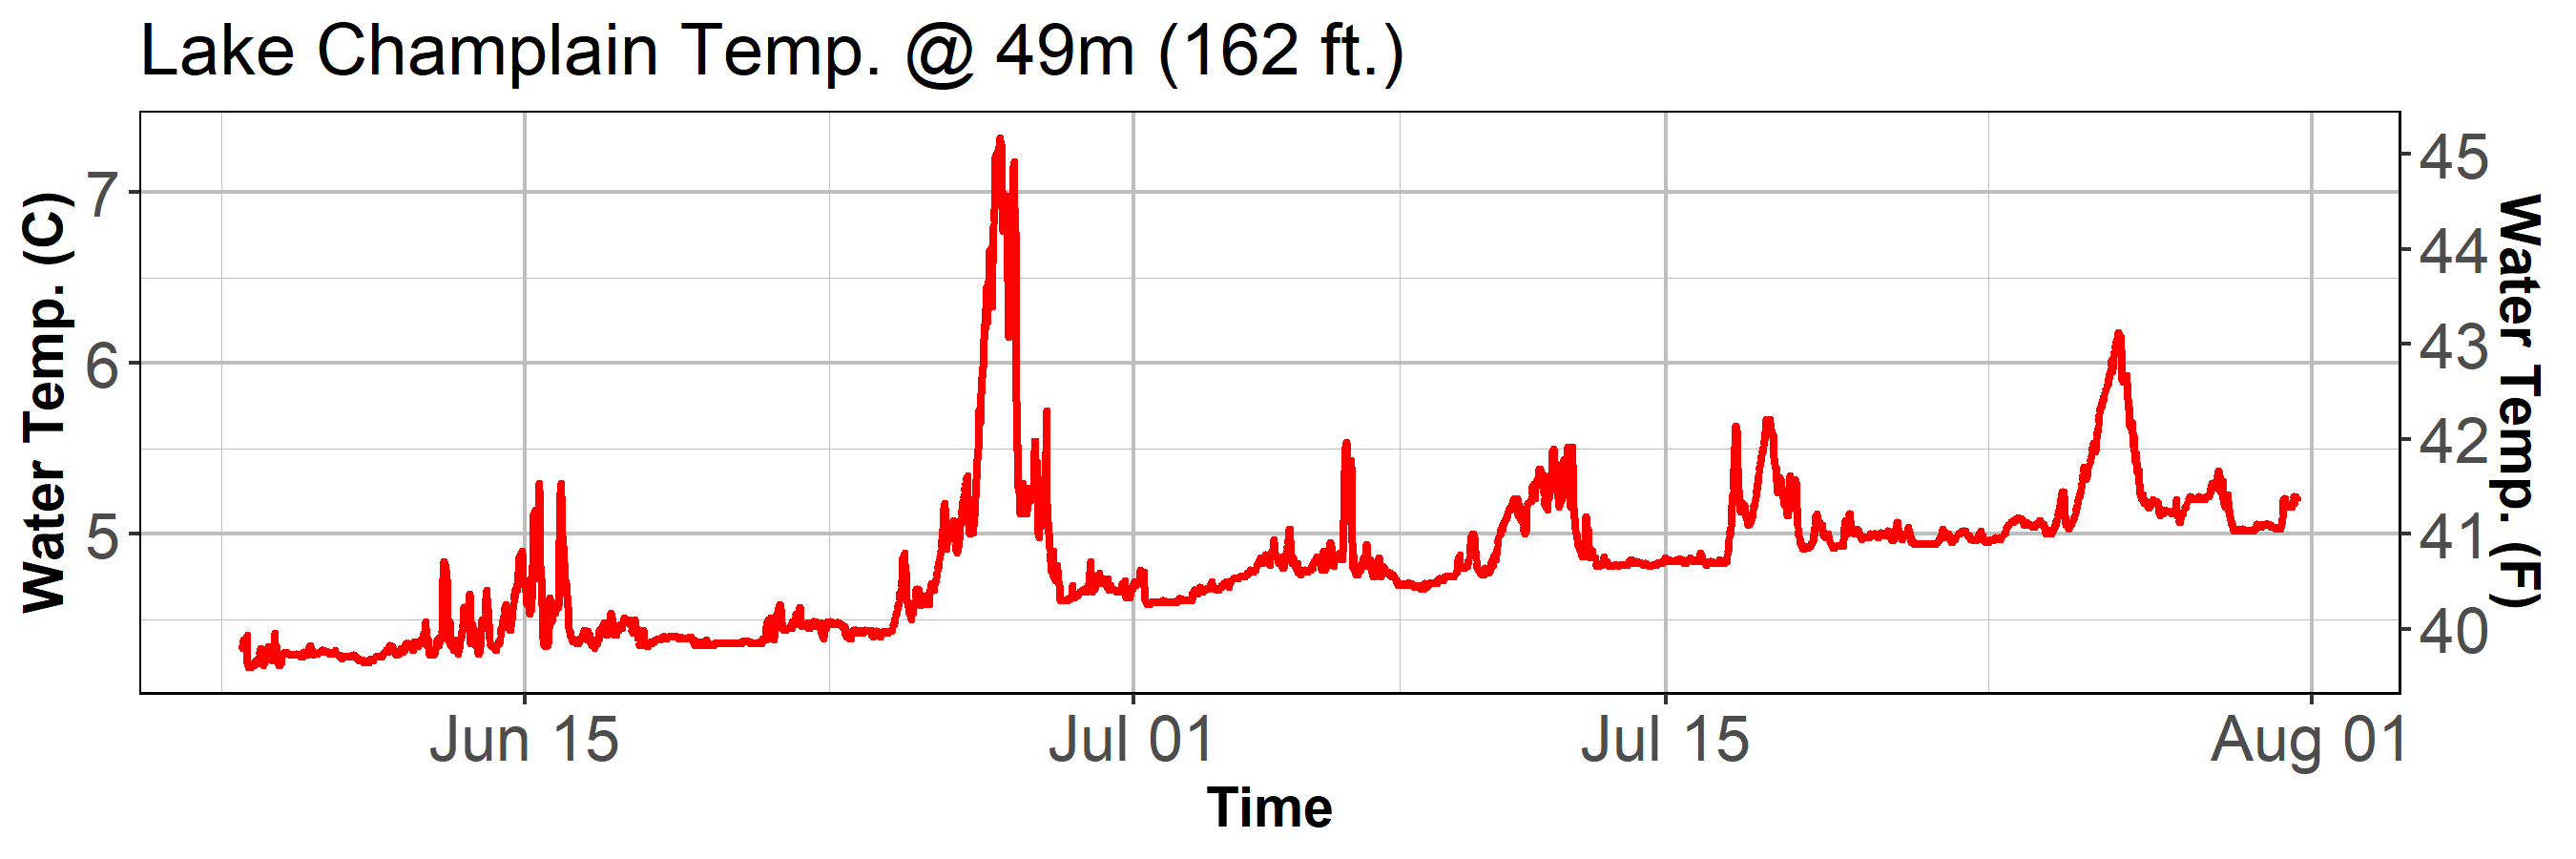 Lake Champlain Temp. @ 49m (162 ft.)
Water Temp. (C)
7
6
5
45
44
43
42
41
40
Water Temp. (F)
Jun 15
Jul 01
Jul 15
Aug 01
Time